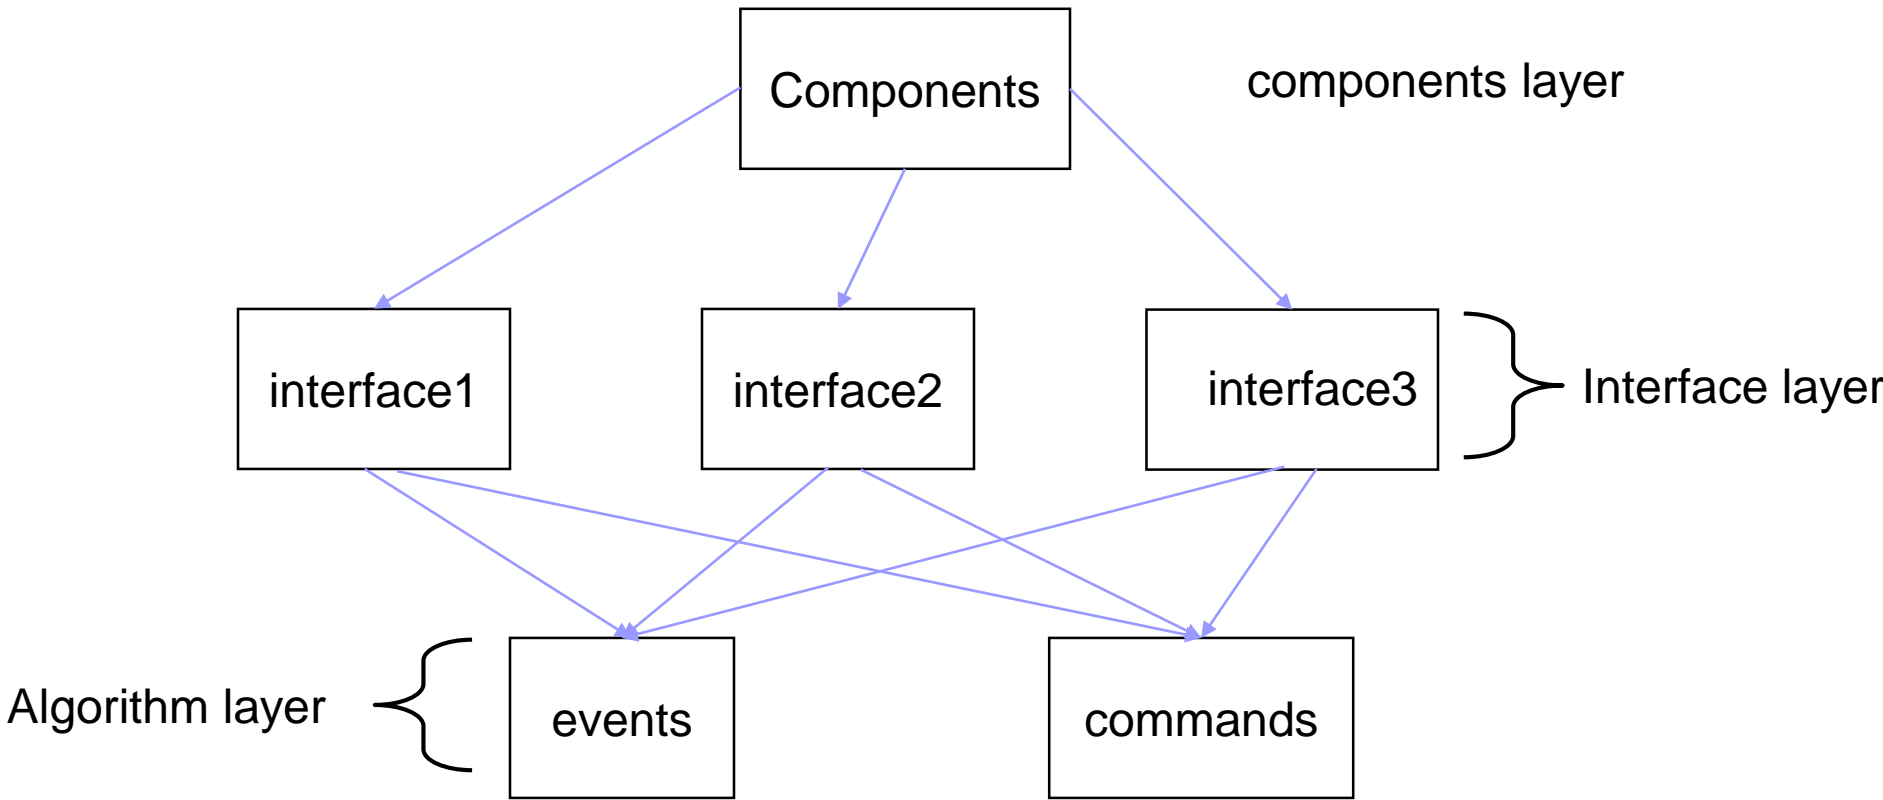 Components
components layer
interface1
interface2
interface3
Interface layer
Algorithm layer
events
commands